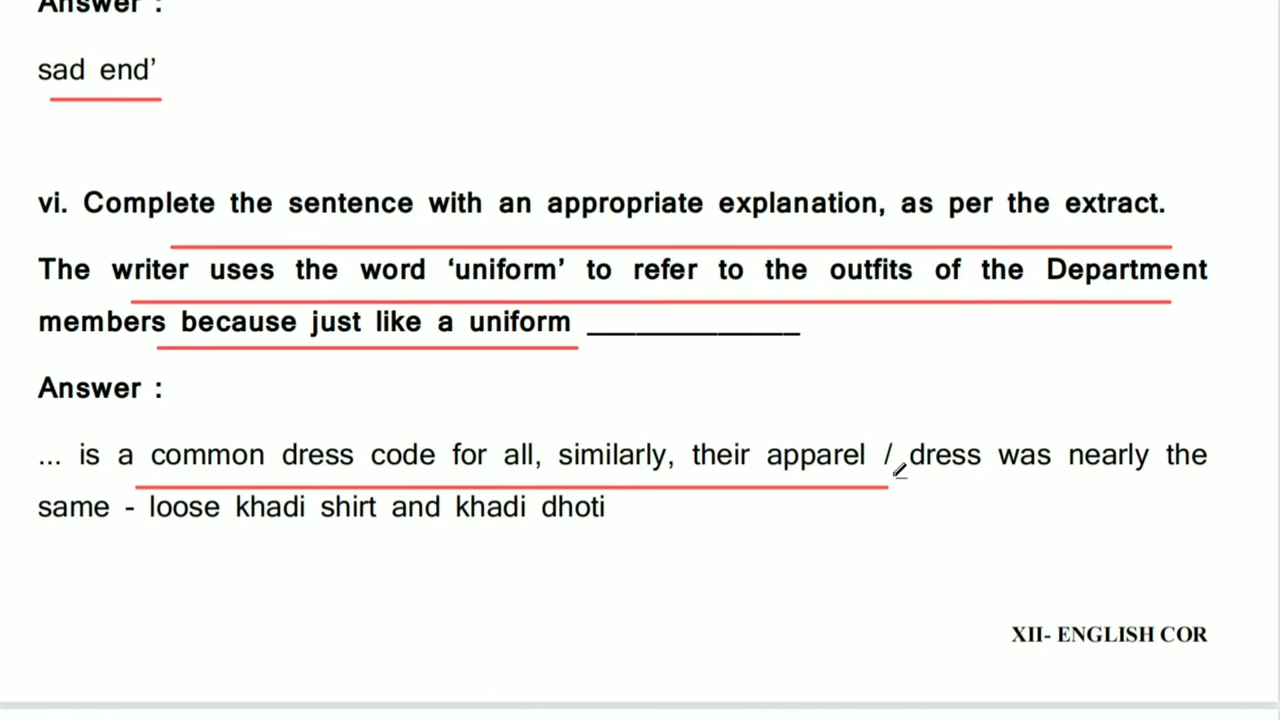 Answer :
sad end’
vi. Complete the sentence with an appropriate explanation, as per the extract.
The writer uses the word ‘uniform’ to refer to the outfits of the Department
members because just like a uniform _____________
Answer :
... is a common dress code for all, similarly, their apparel / dress was nearly the
same - loose khadi shirt and khadi dhoti
XII- ENGLISH COR